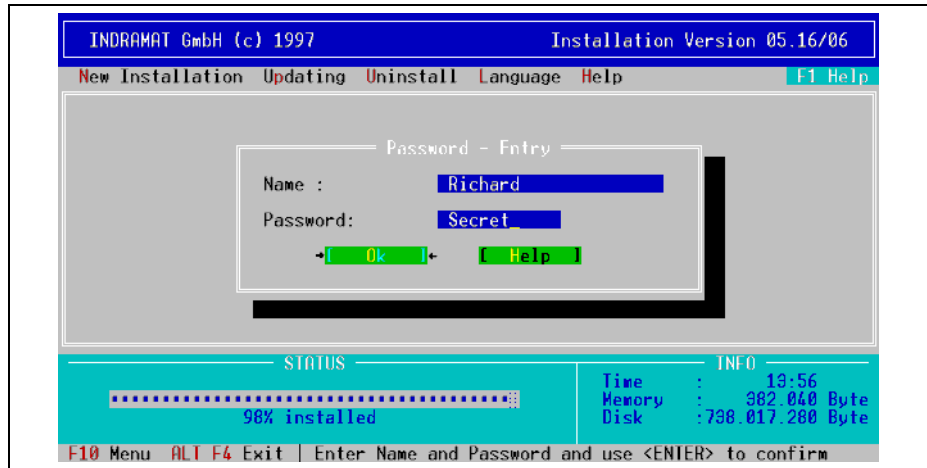 INDRAMAT GmbH (c) 1997 Installation Version 05.16/06
New Installation Updating Uninstall Language Help F1 Help
Password - Entry
Name : Richard
Password: Secret_
[ Ok ] [ Help ]
STATUS INFO
Time : 13:56
Memory : 382.040 Byte
98% installed Disk :738.017.280 Byte
F10 Menu ALT F4 Exit | Enter Name and Password and use <ENTER> to confirm